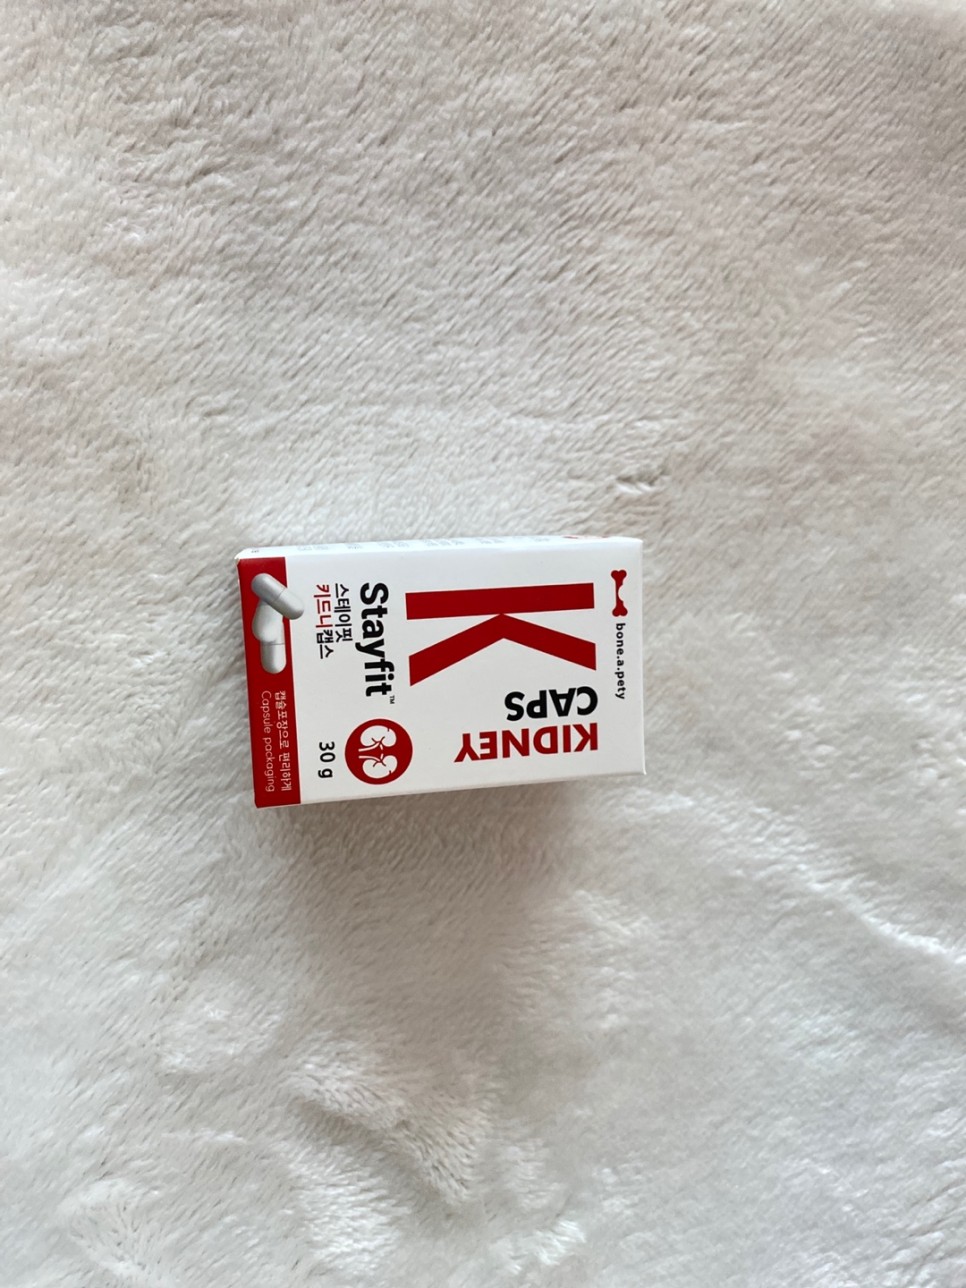 bone.a.pety
K
KIDNEY
CAPS
Stayfit™
스테이핏
키드니캡스
30 g
캡슐포장으로 편리하게
Capsule packaging